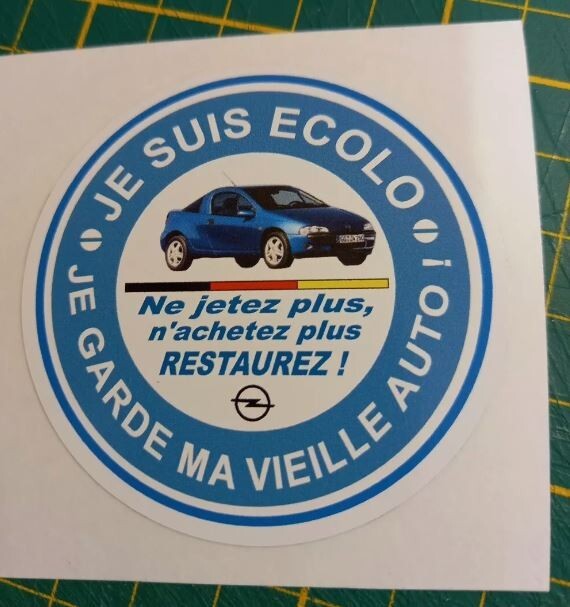 JE SUIS ECOLO
Ne jetez plus,
n'achetez plus
RESTAUREZ !
JE GARDE MA VIEILLE AUTO !